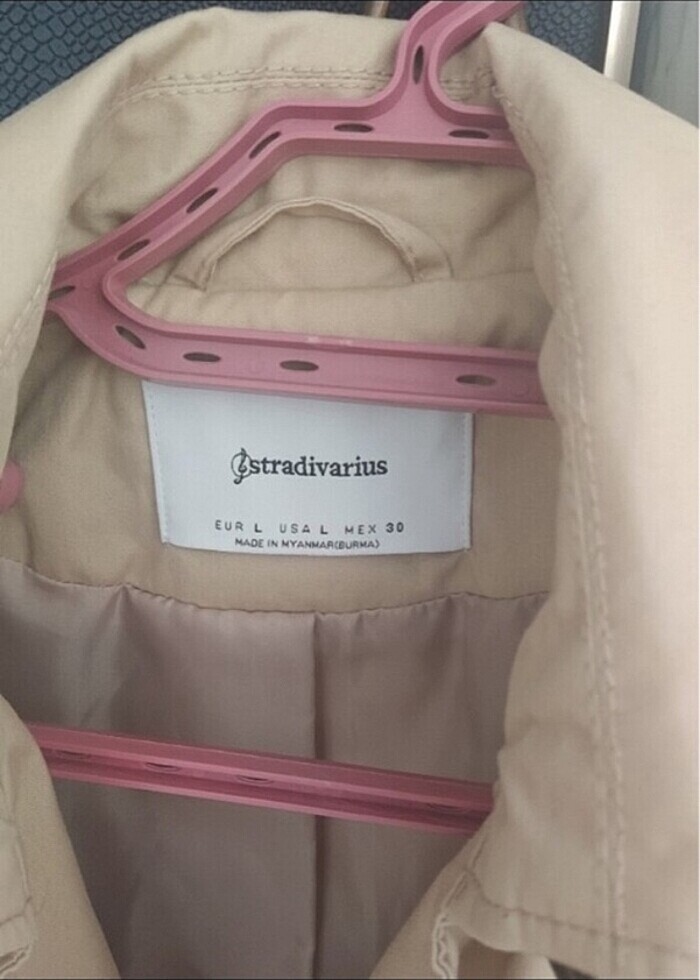 stradivarius
EUR L USA L MEX 30
MADE IN MYANMAR(BURMA)